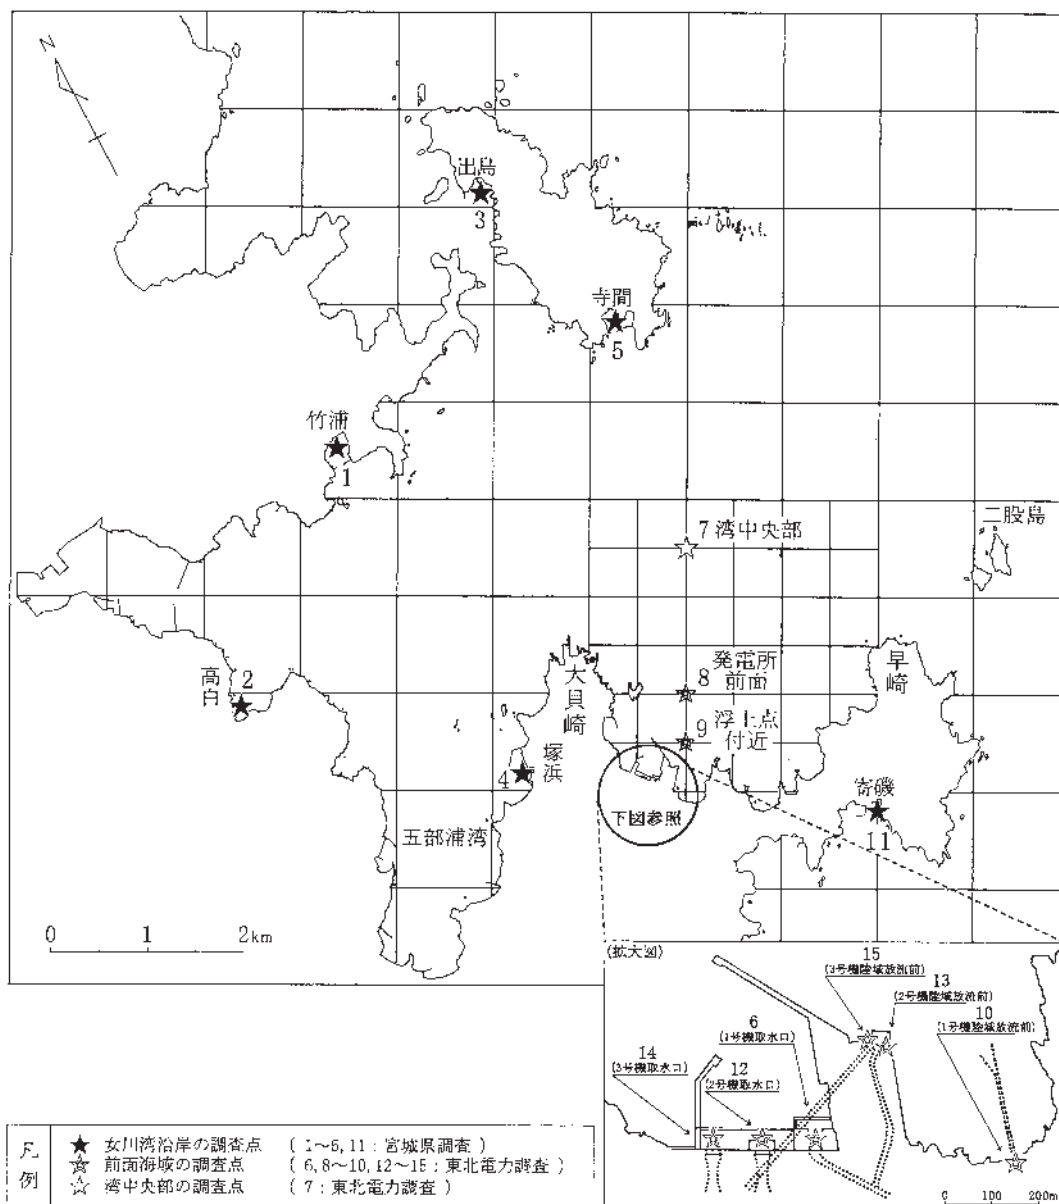 N
出島
3
寺間
5
竹浦
1
7 湾中央部
二股島
高白
2
大貝崎
8 発電所
前面
早崎
9 浮上点
付近
塚浜
4
下図参照
寄磯
11
五部浦湾
0 1 2km
(拡大図)
15
(3号機陸域放流前)
13
(2号機陸域放流前)
10
(1号機陸域放流前)
6
(1号機取水口)
14
(3号機取水口)
12
(2号機取水口)
0 100 200m
凡例
★ 女川湾沿岸の調査点 ( 1~5,11 : 宮城県調査 )
☆ 前面海域の調査点 ( 6,8~10,12~15 : 東北電力調査 )
☆ 湾中央部の調査点 ( 7 : 東北電力調査 )